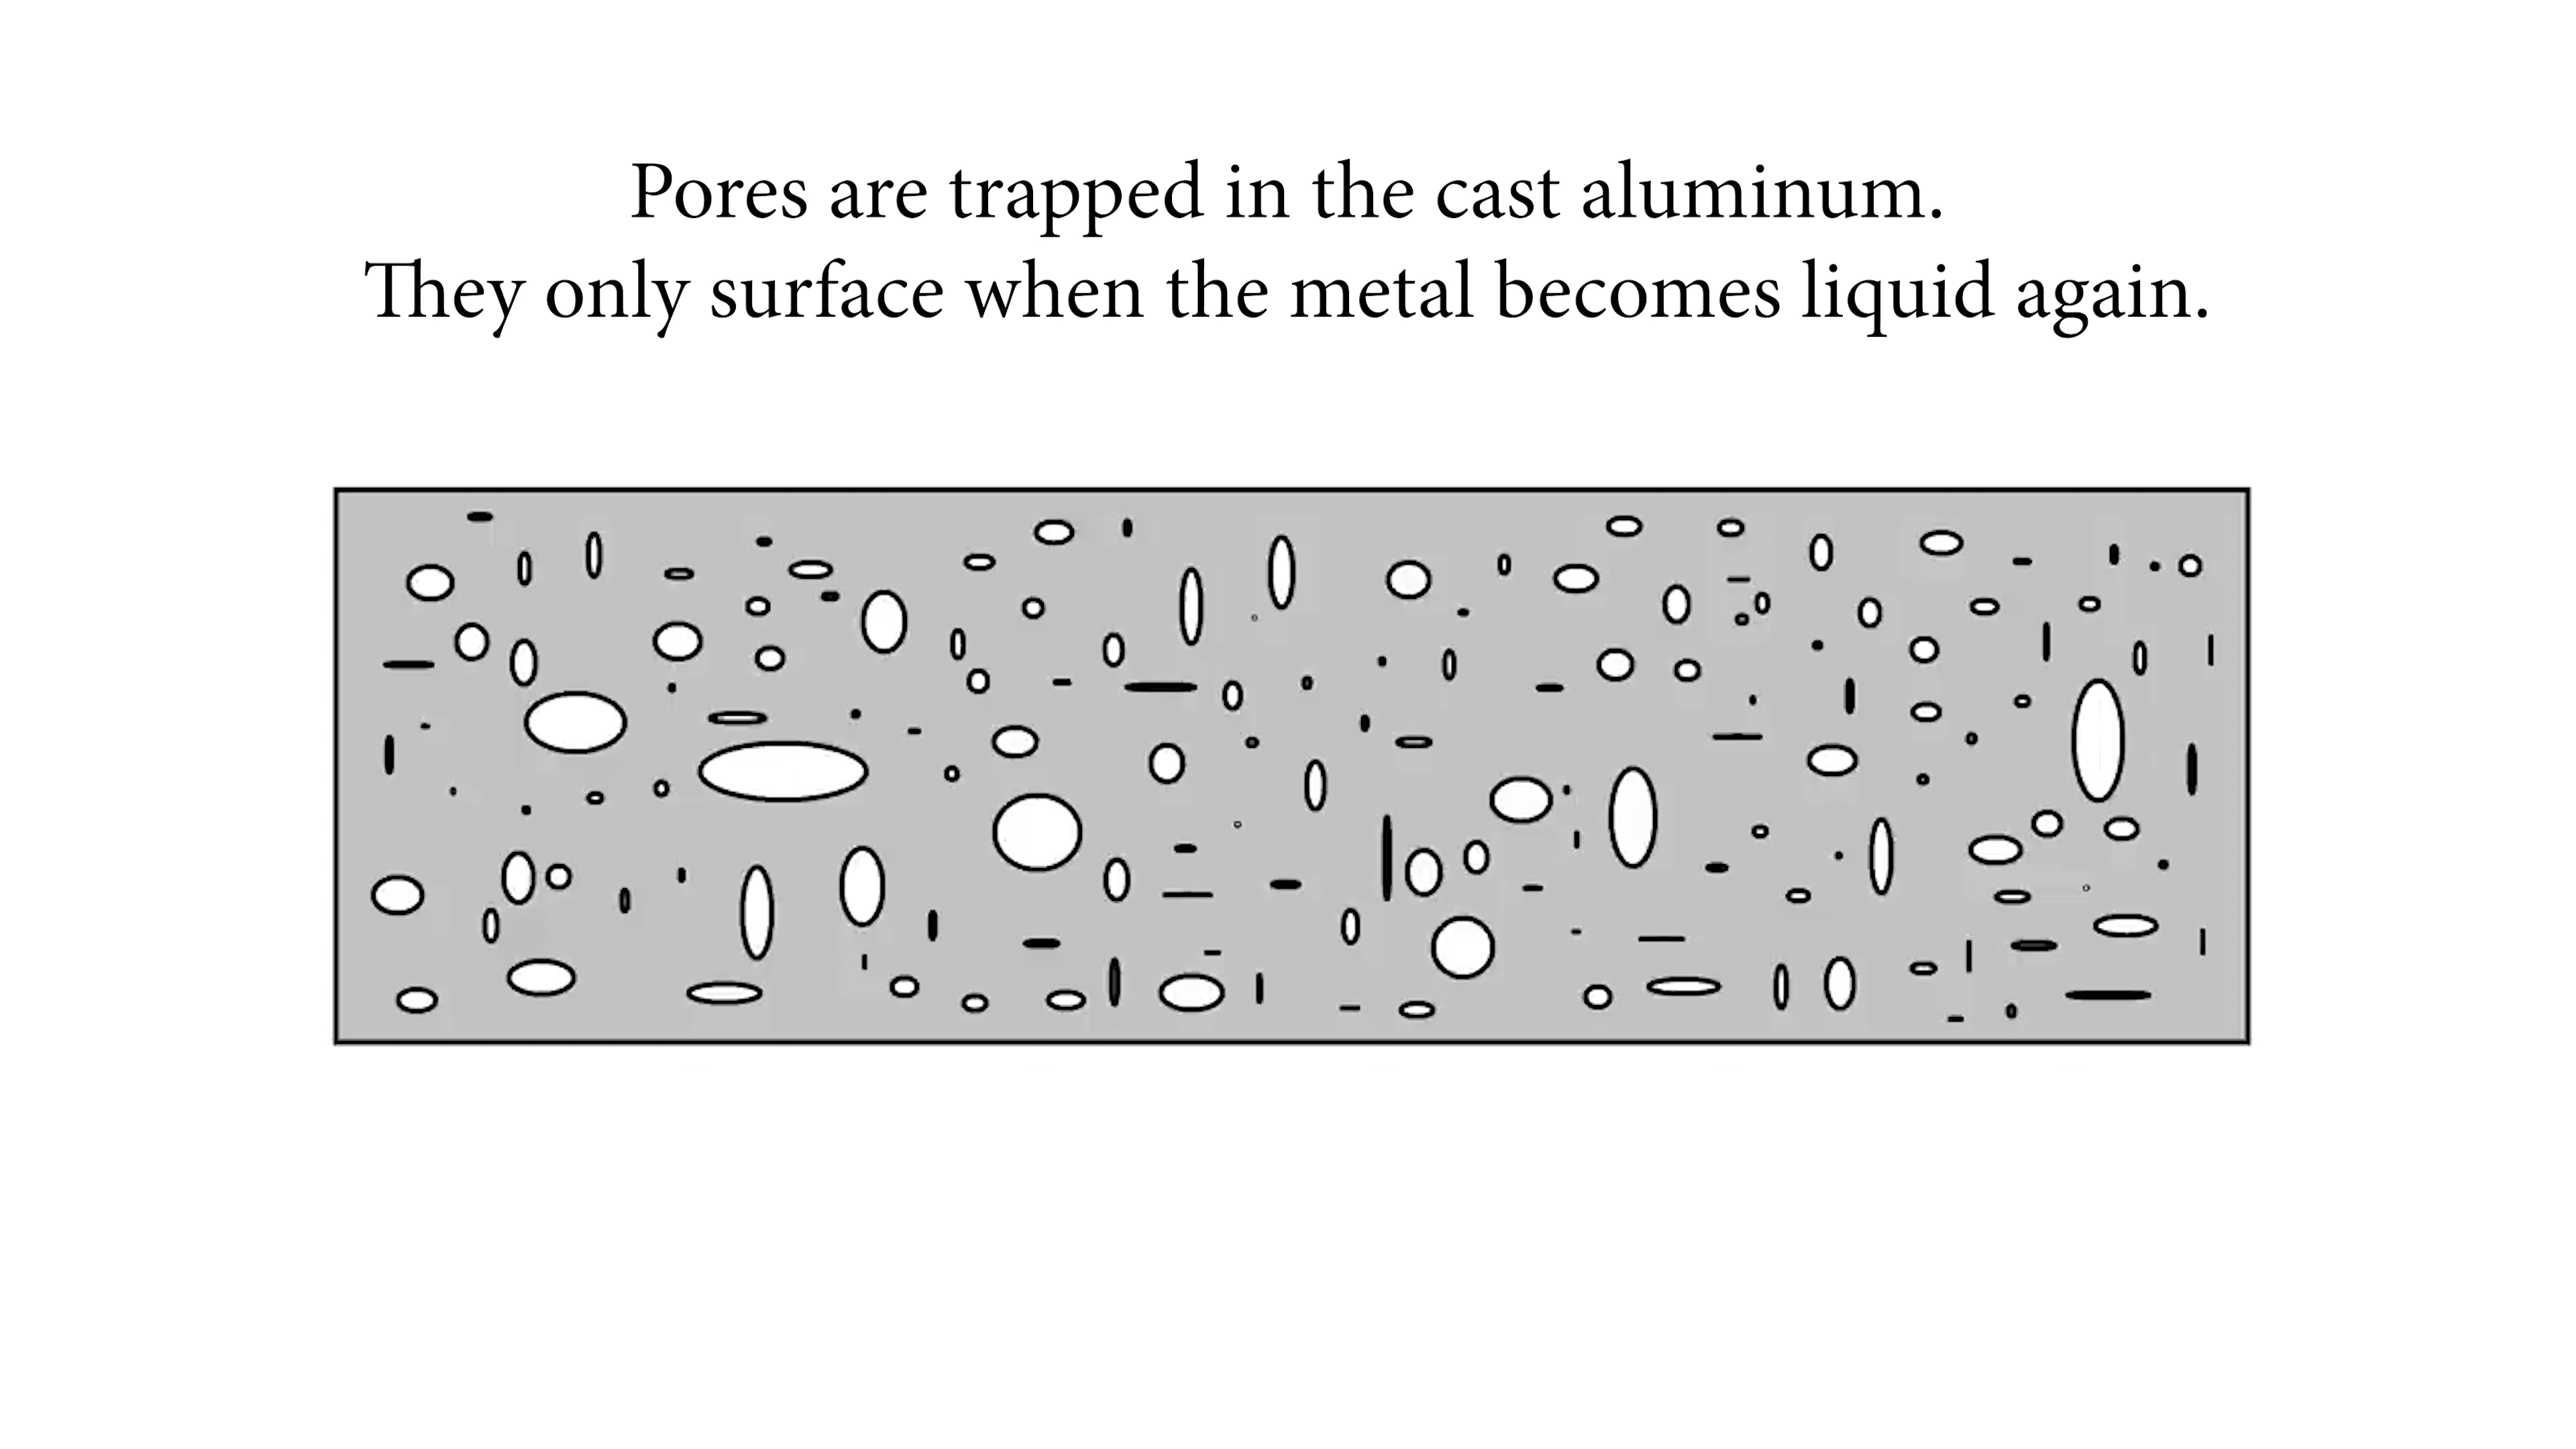 Pores are trapped in the cast aluminum.
They only surface when the metal becomes liquid again.